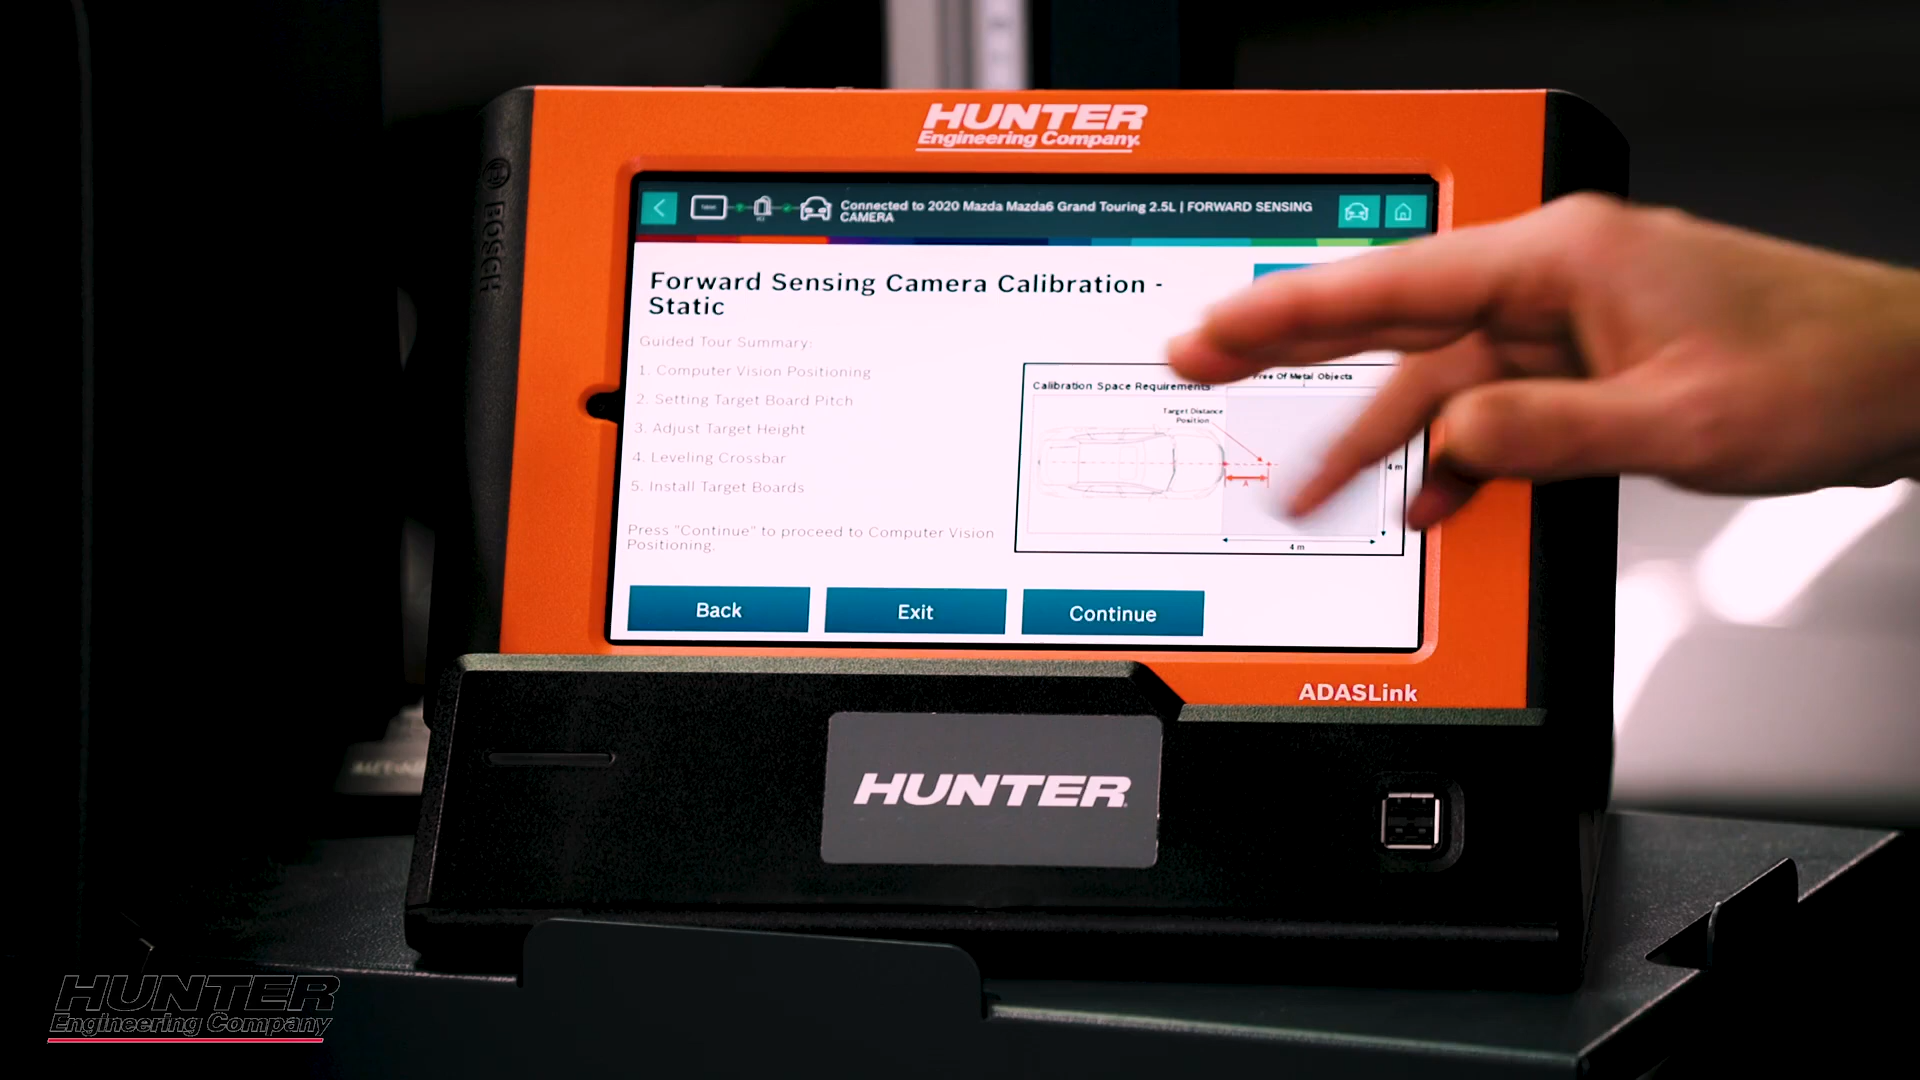 HUNTER
Engineering Company
BOSCH
Connected to 2020 Mazda Mazda6 Grand Touring 2.5L | FORWARD SENSING
CAMERA
Forward Sensing Camera Calibration -
Static
Guided Tour Summary:
1. Computer Vision Positioning
2. Setting Target Board Pitch
3. Adjust Target Height
4. Leveling Crossbar
5. Install Target Boards
Press "Continue" to proceed to Computer Vision
Positioning.
Calibration Space Requirements:
Free Of Metal Objects
Target Distance
Position
A
4 m
4 m
Back
Exit
Continue
ADASLink
HUNTER
HUNTER
Engineering Company